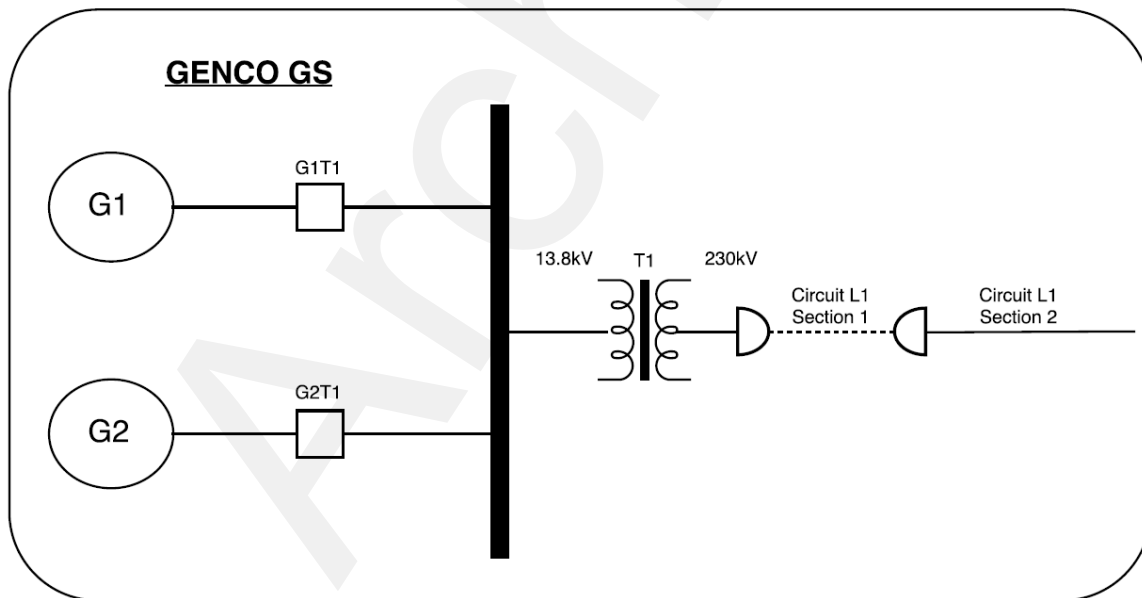 GENCO GS
G1
G1T1
13.8kV
T1
230kV
Circuit L1
Section 1
Circuit L1
Section 2
G2T1
G2